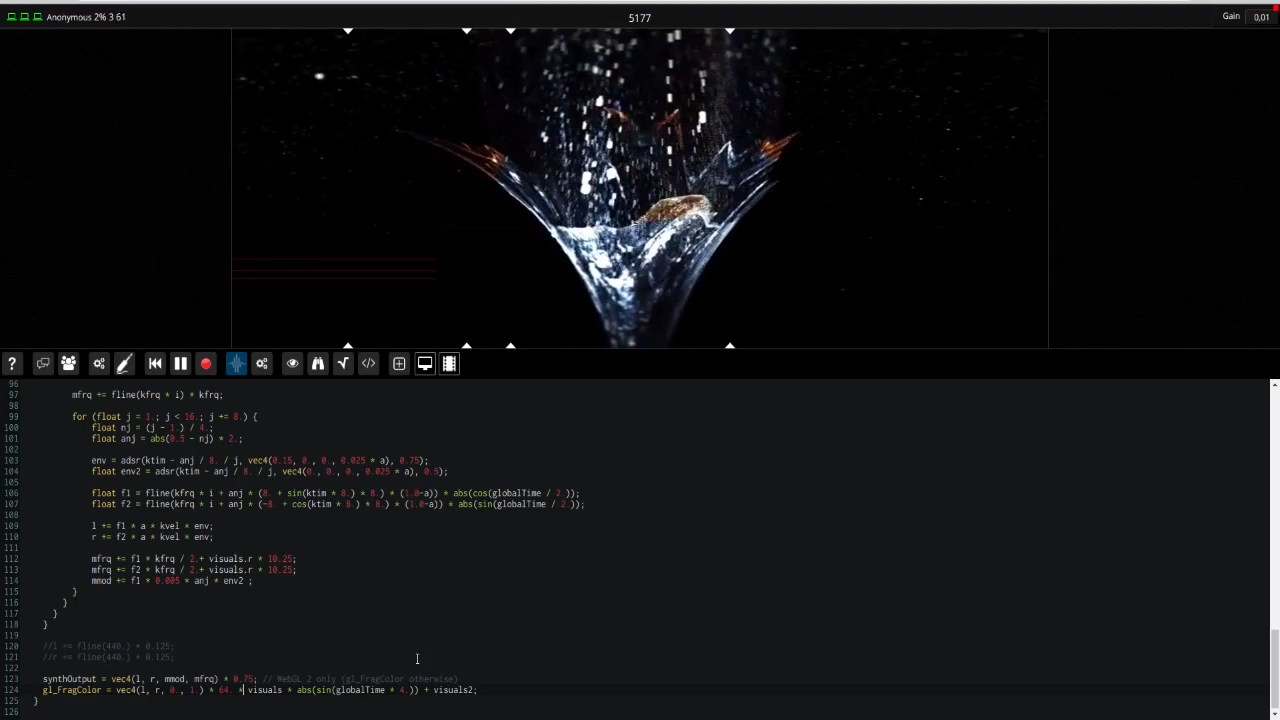 Anonymous 2% 3 61
5177
Gain 0,01
96
97 mfrq += fline(kfrq * i) * kfrq;
98
99 for (float j = 1.; j < 16.; j += 8.) {
100 float nj = (j - 1.) / 4.;
101 float anj = abs(0.5 - nj) * 2.;
102
103 env = adsr(ktim - anj / 8. / j, vec4(0.15, 0., 0., 0.025 * a), 0.75);
104 float env2 = adsr(ktim - anj / 8. / j, vec4(0., 0., 0., 0.025 * a), 0.5);
105
106 float f1 = fline(kfrq * i + anj * (8. + sin(ktim * 8.) * 8.) * (1.0-a)) * abs(cos(globalTime / 2.));
107 float f2 = fline(kfrq * i + anj * (-8. + cos(ktim * 8.) * 8.) * (1.0-a)) * abs(sin(globalTime / 2.));
108
109 l += f1 * a * kvel * env;
110 r += f2 * a * kvel * env;
111
112 mfrq += f1 * kfrq / 2.+ visuals.r * 10.25;
113 mfrq += f2 * kfrq / 2.+ visuals.r * 10.25;
114 mmod += f1 * 0.005 * anj * env2 ;
115 }
116 }
117 }
118 }
119
120 //l += fline(440.) * 0.125;
121 //r += fline(440.) * 0.125;
122
123 synthOutput = vec4(l, r, mmod, mfrq) * 0.75; // WebGL 2 only (gl_FragColor otherwise)
124 gl_FragColor = vec4(l, r, 0., 1.) * 64. * visuals * abs(sin(globalTime * 4.)) + visuals2;
125 }
126